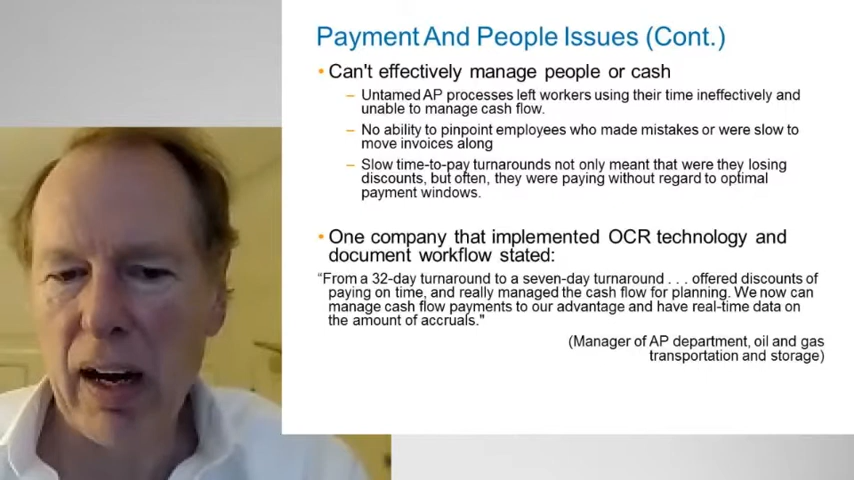 Payment And People Issues (Cont.)
• Can't effectively manage people or cash
– Untamed AP processes left workers using their time ineffectively and
unable to manage cash flow.
– No ability to pinpoint employees who made mistakes or were slow to
move invoices along
– Slow time-to-pay turnarounds not only meant that were they losing
discounts, but often, they were paying without regard to optimal
payment windows.
• One company that implemented OCR technology and
document workflow stated:
“From a 32-day turnaround to a seven-day turnaround . . . offered discounts of
paying on time, and really managed the cash flow for planning. We now can
manage cash flow payments to our advantage and have real-time data on
the amount of accruals."
(Manager of AP department, oil and gas
transportation and storage)